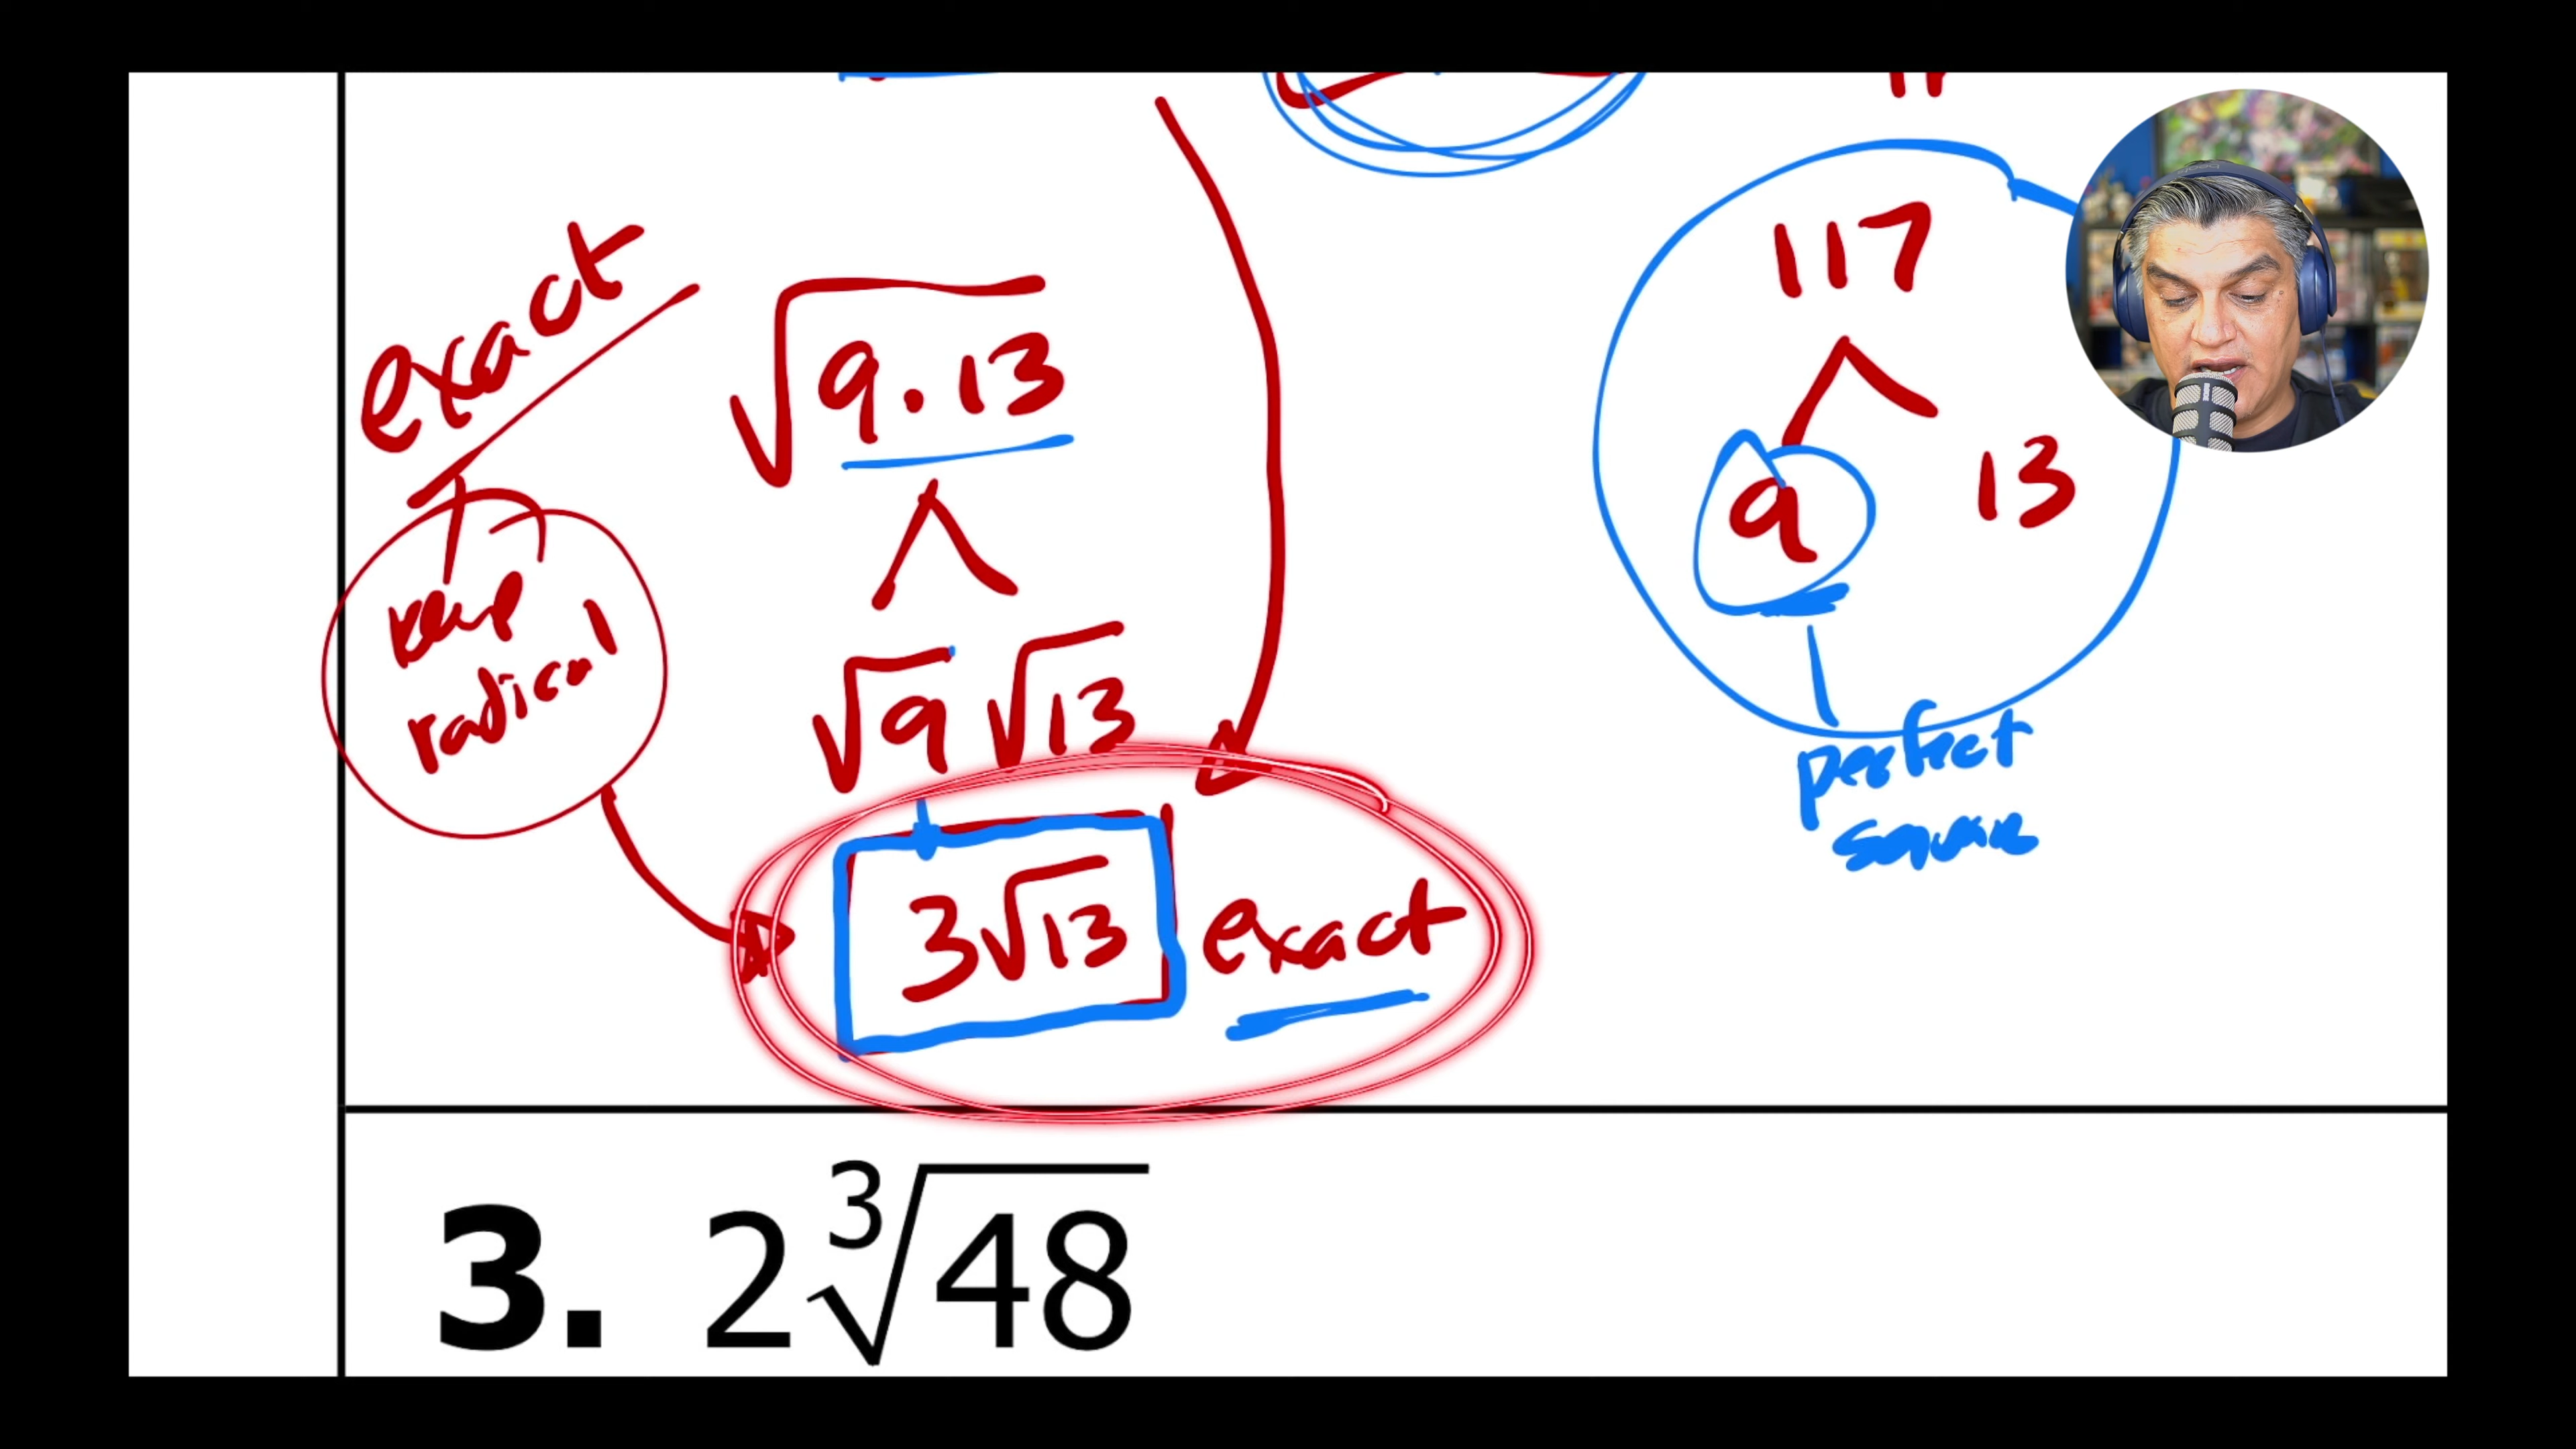 exact
keep
radical
√9.13
√9 √13
3√13 exact
117
9 13
perfect
square
3. 2∛48